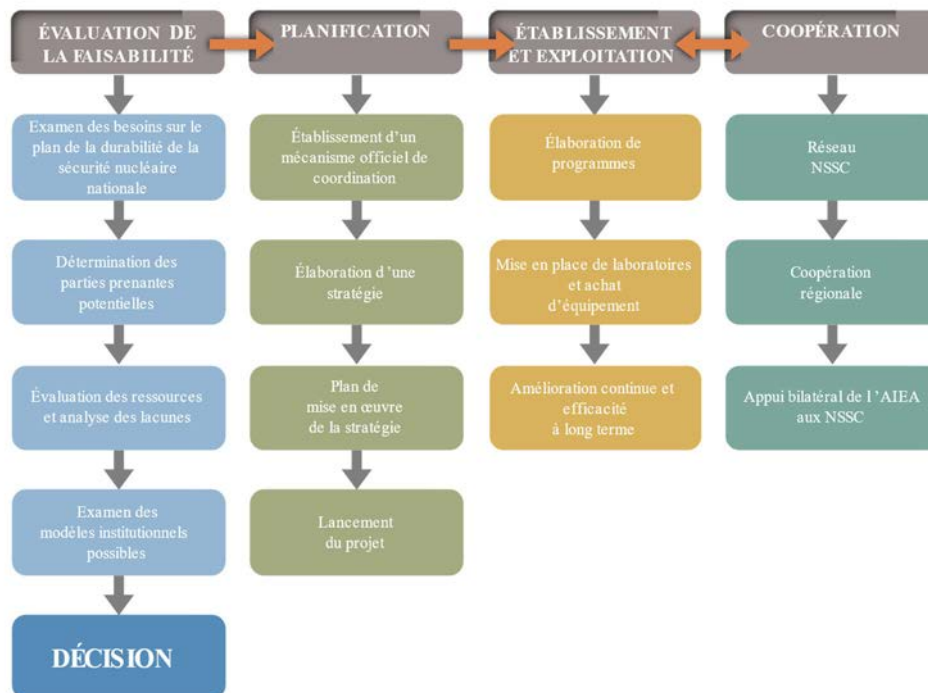 ÉVALUATION DE
LA FAISABILITÉ
PLANIFICATION
ÉTABLISSEMENT
ET EXPLOITATION
COOPÉRATION
Examen des besoins sur le
plan de la durabilité de la
sécurité nucléaire
nationale
Détermination des
parties prenantes
potentielles
Évaluation des ressources
et analyse des lacunes
Examen des
modèles institutionnels
possibles
DÉCISION
Établissement d'un
mécanisme officiel de
coordination
Élaboration d'une
stratégie
Plan de
mise en œuvre
de la stratégie
Lancement
du projet
Élaboration de
programmes
Mise en place de laboratoires
et achat
d'équipement
Amélioration continue et
efficacité
à long terme
Réseau
NSSC
Coopération
régionale
Appui bilatéral de l'AIEA
aux NSSC